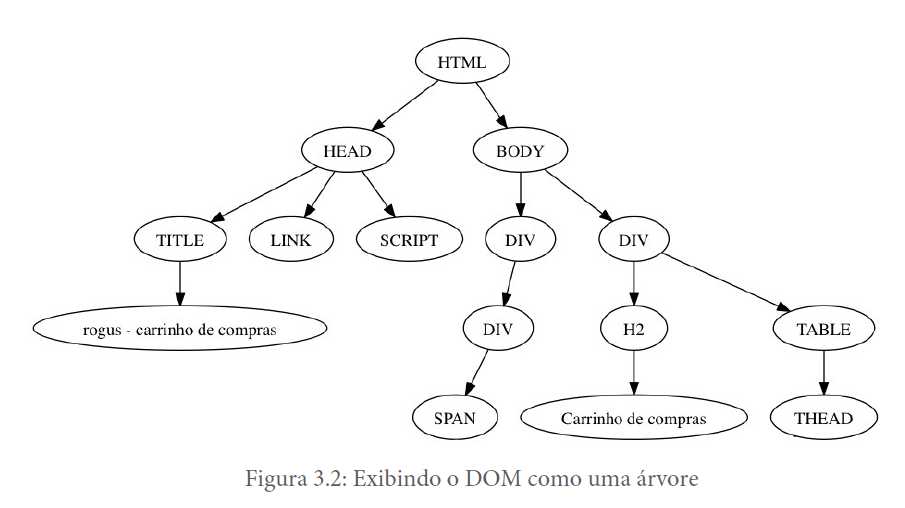 HTML
HEAD
BODY
TITLE
LINK
SCRIPT
DIV
DIV
rogus - carrinho de compras
DIV
H2
TABLE
SPAN
Carrinho de compras
THEAD
Figura 3.2: Exibindo o DOM como uma árvore